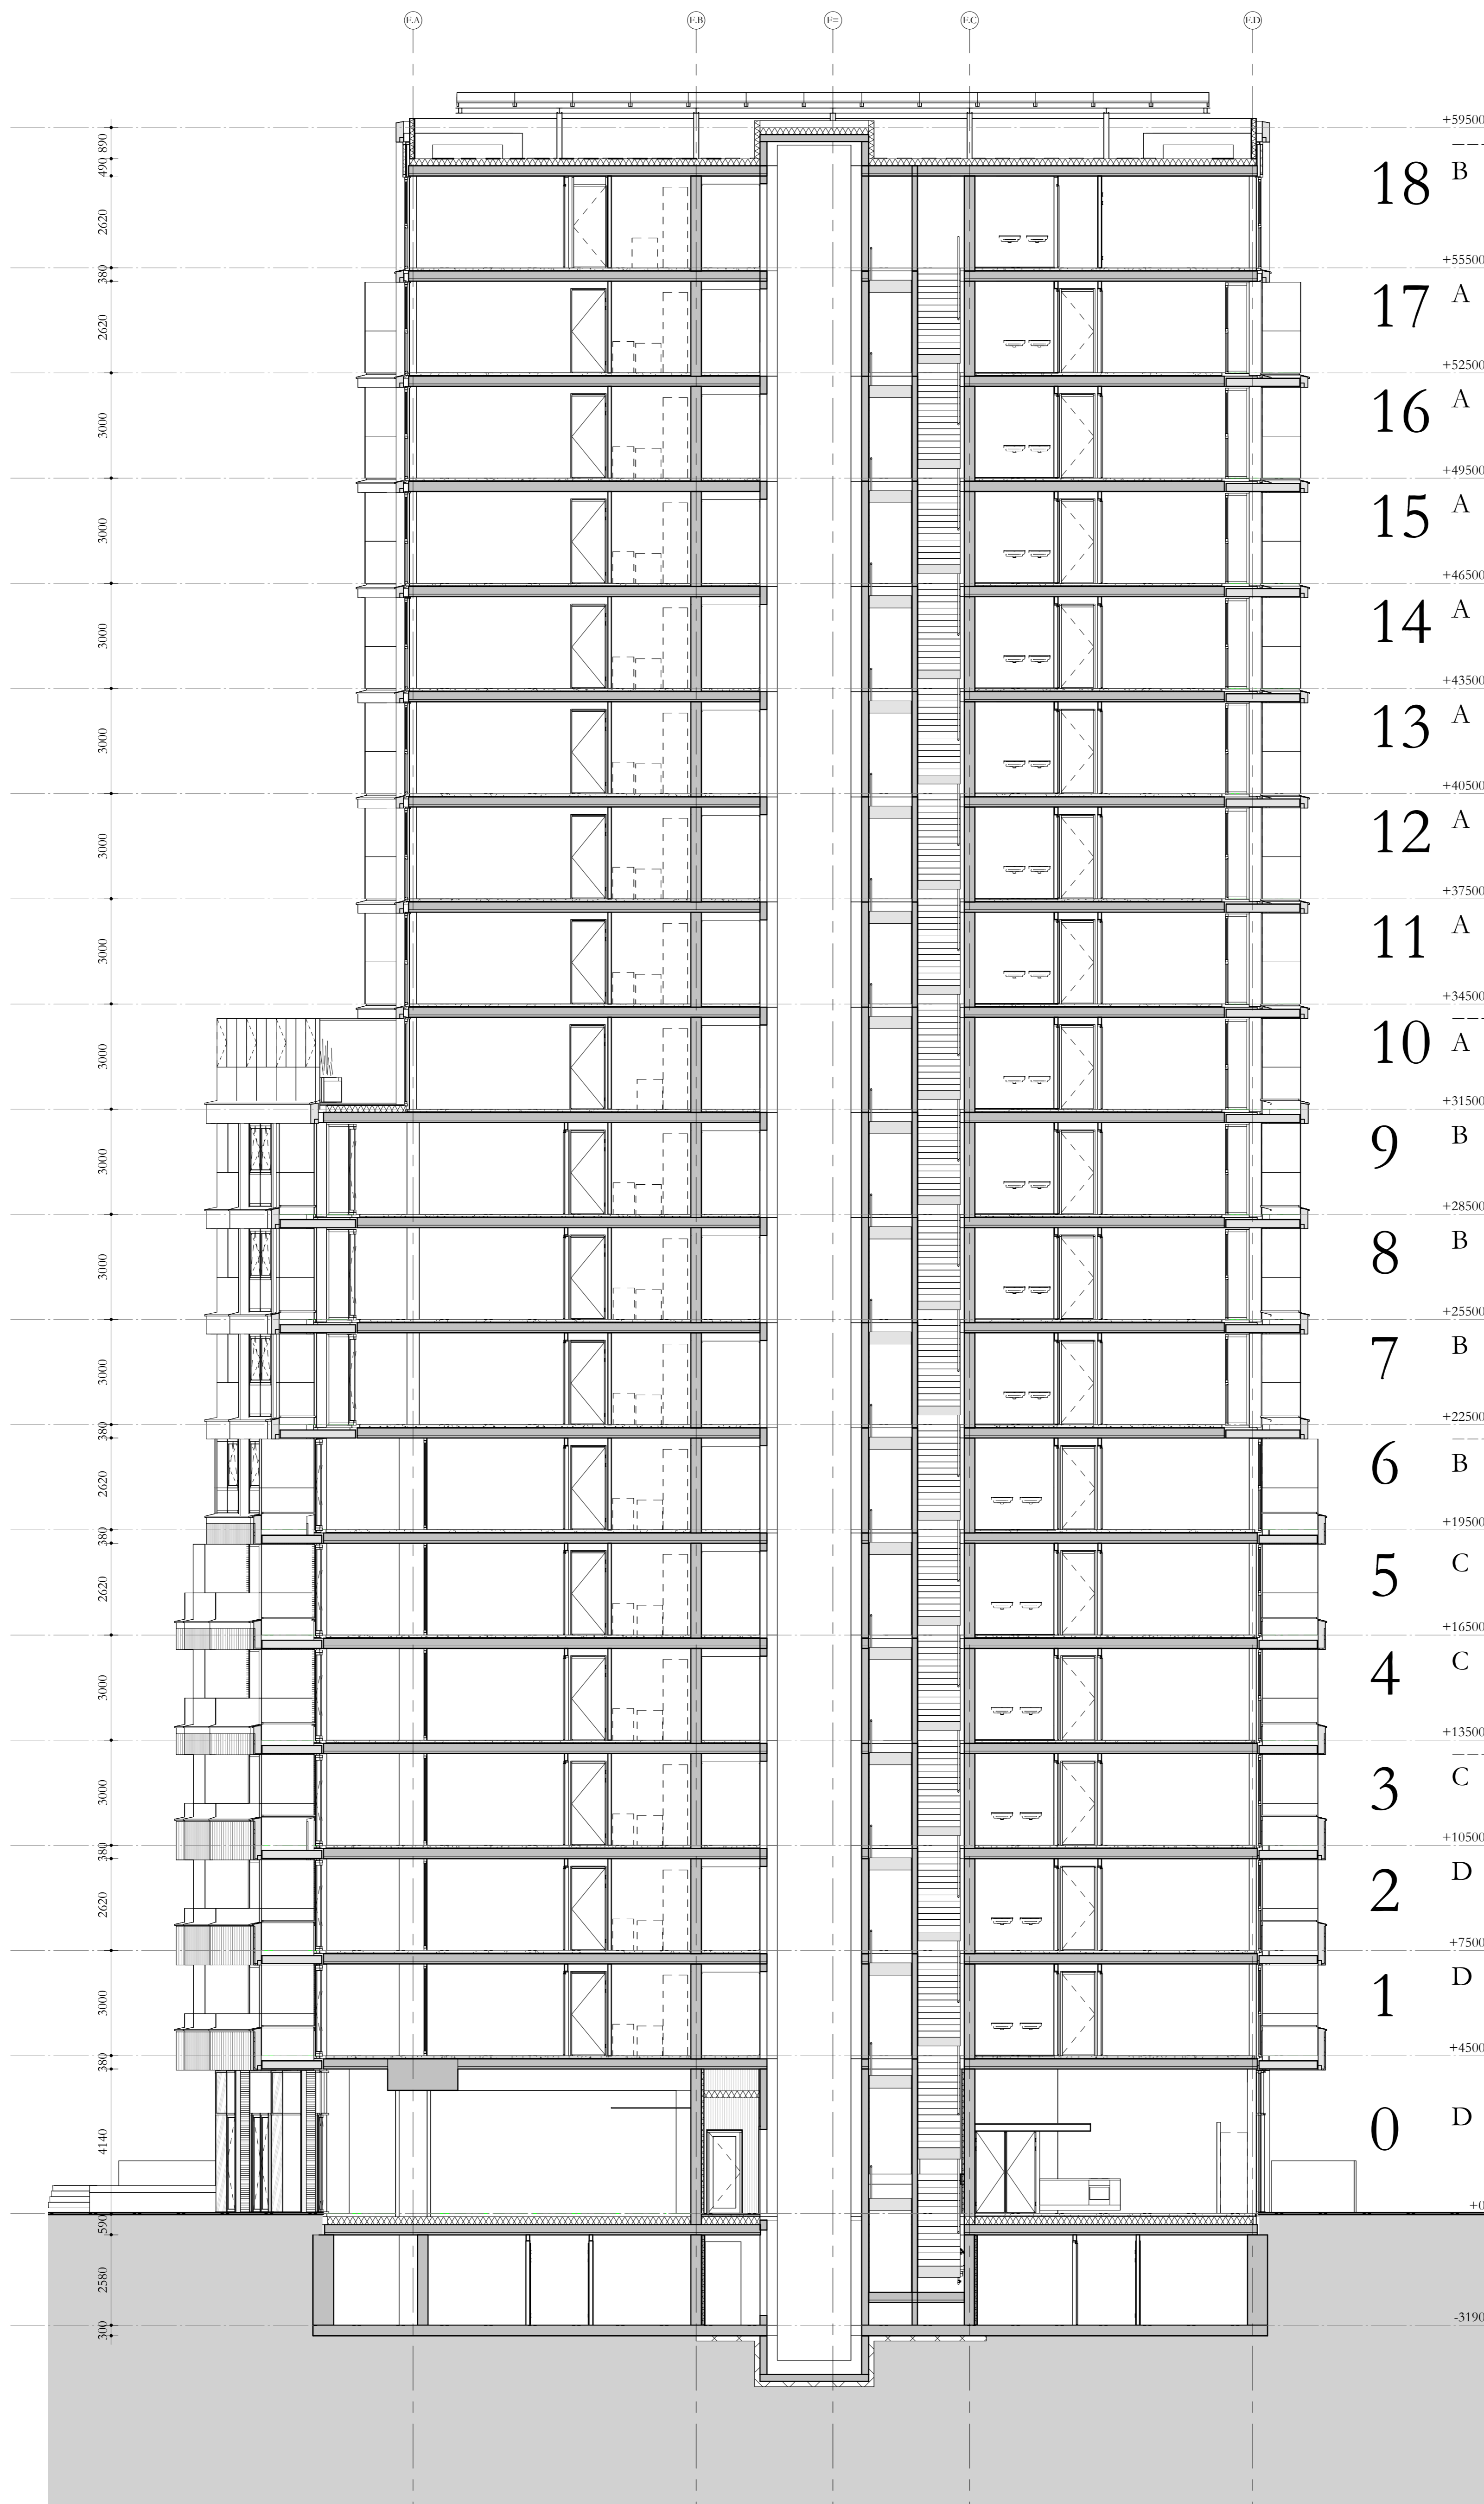 F.A F.B F= F.C F.D
+59500
890
490
18 B
2620
+55500
380
17 A
2620
+52500
16 A
3000
+49500
15 A
3000
+46500
14 A
3000
+43500
13 A
3000
+40500
12 A
3000
+37500
11 A
3000
+34500
10 A
3000
+31500
9 B
3000
+28500
8 B
3000
+25500
7 B
3000
+22500
380
6 B
2620
+19500
380
5 C
2620
+16500
4 C
3000
+13500
3 C
3000
+10500
380
2 D
2620
+7500
1 D
3000
+4500
380
0 D
4140
+0
590
2580
-3190
300